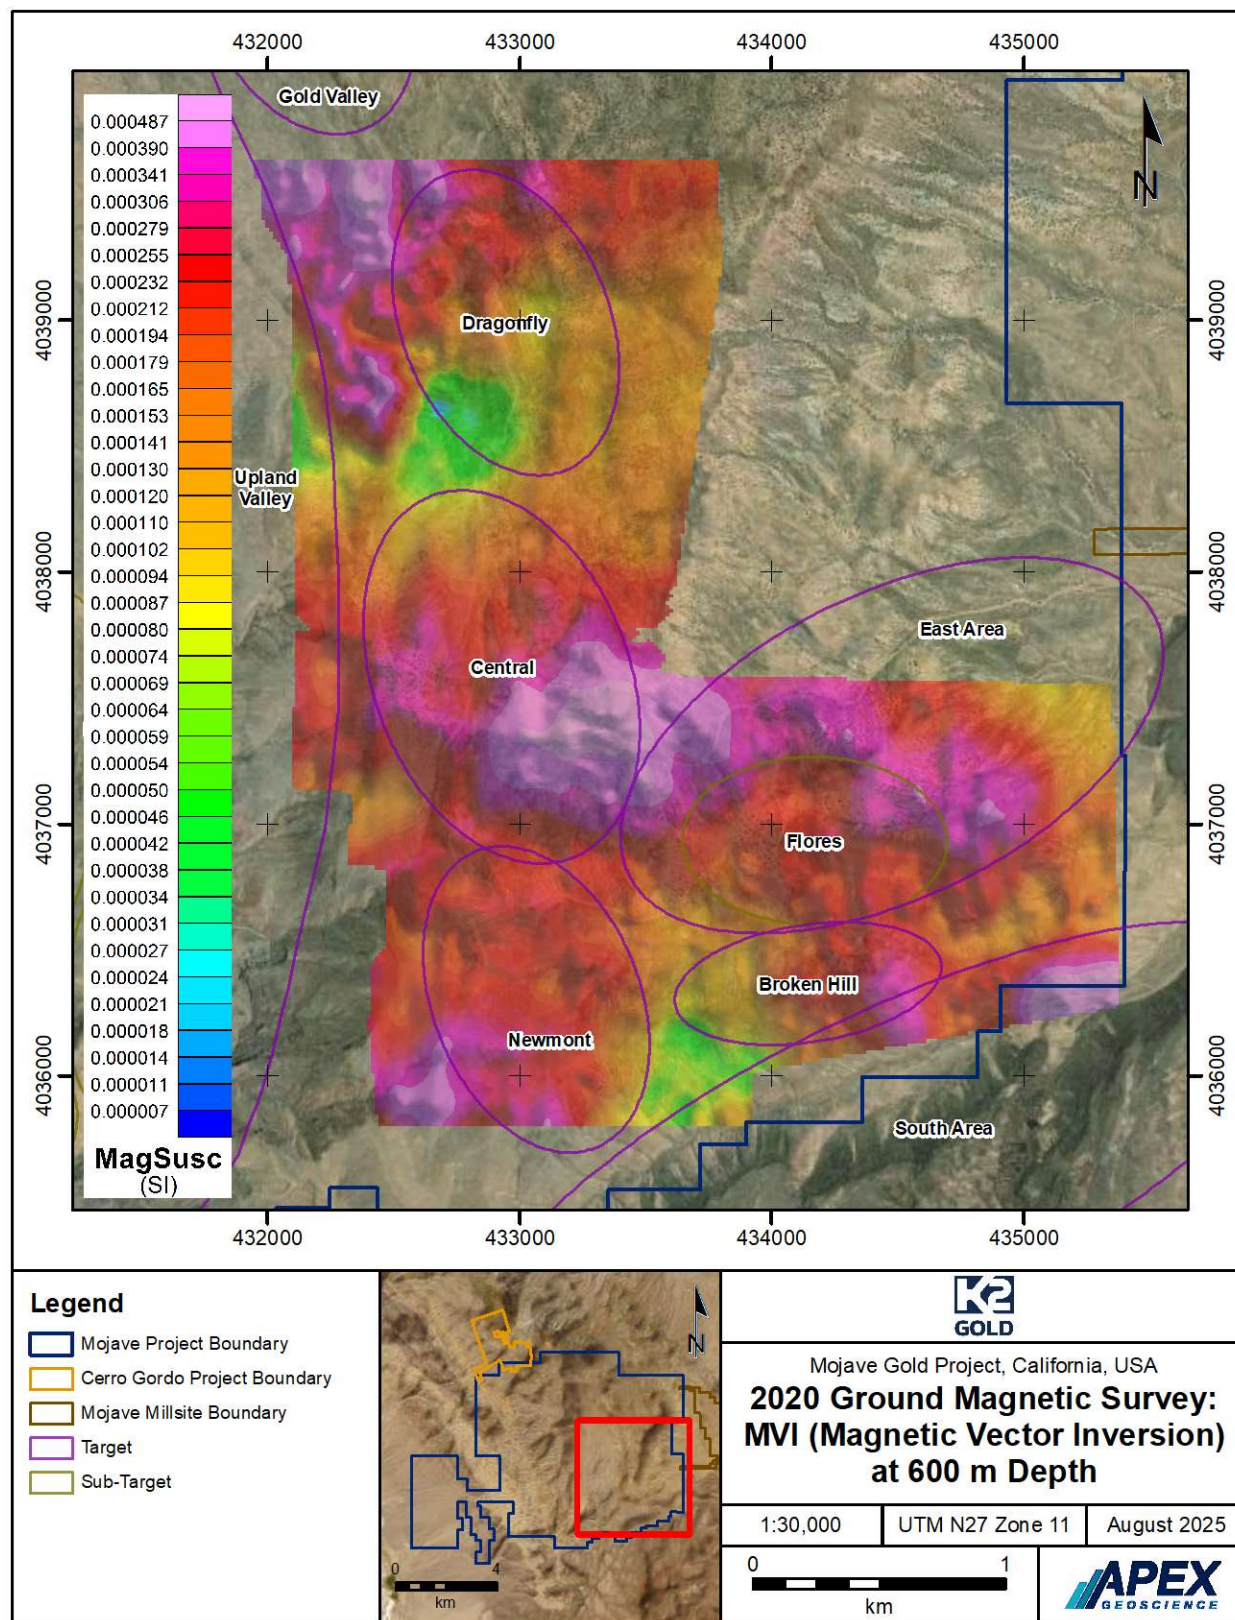 432000 433000 434000 435000
Gold Valley
N
0.000487
0.000390
0.000341
0.000306
0.000279
0.000255
0.000232
0.000212
0.000194
0.000179
0.000165
0.000153
0.000141
0.000130
0.000120
0.000110
0.000102
0.000094
0.000087
0.000080
0.000074
0.000069
0.000064
0.000059
0.000054
0.000050
0.000046
0.000042
0.000038
0.000034
0.000031
0.000027
0.000024
0.000021
0.000018
0.000014
0.000011
0.000007
MagSusc
(SI)
4039000
4038000
4037000
4036000
Dragonfly
Upland
Valley
East Area
Central
Flores
Broken Hill
Newmont
South Area
4039000
4038000
4037000
4036000
432000 433000 434000 435000
Legend
Mojave Project Boundary
Cerro Gordo Project Boundary
Mojave Millsite Boundary
Target
Sub-Target
N
0 4
km
K2
GOLD
Mojave Gold Project, California, USA
2020 Ground Magnetic Survey:
MVI (Magnetic Vector Inversion)
at 600 m Depth
1:30,000 UTM N27 Zone 11 August 2025
0 1
km
APEX
GEOSCIENCE